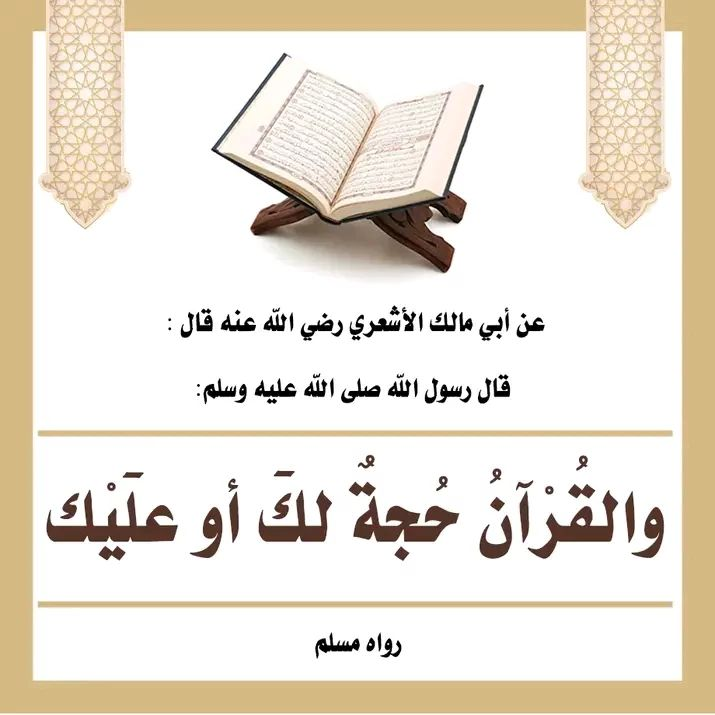 عن أبي مالك الأشعري رضي الله عنه قال :
قال رسول الله صلى الله عليه وسلم:
والقُرْآنُ حُجةٌ لكَ أو علَيْك
رواه مسلم